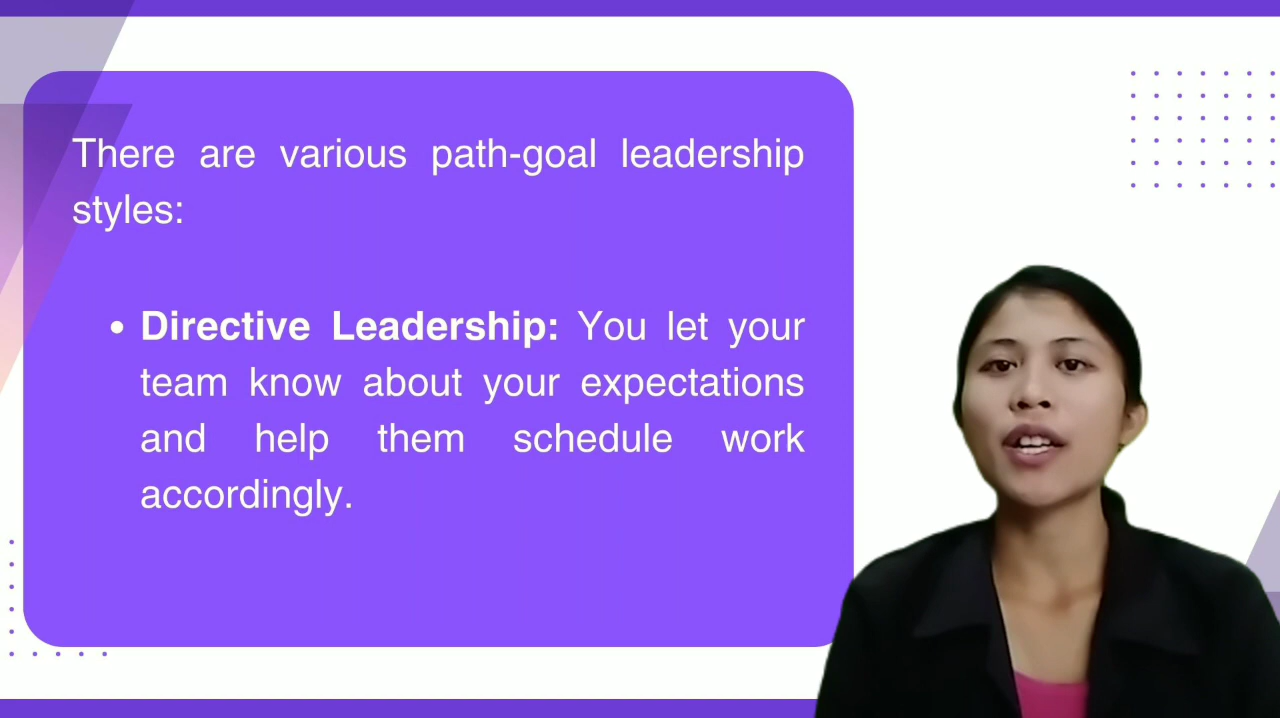 There are various path-goal leadership
styles:
• Directive Leadership: You let your
team know about your expectations
and help them schedule work
accordingly.